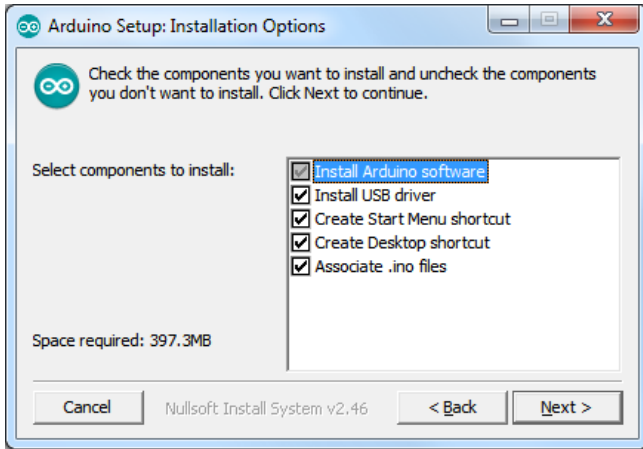 Arduino Setup: Installation Options
Check the components you want to install and uncheck the components
you don't want to install. Click Next to continue.
Select components to install:
Install Arduino software
Install USB driver
Create Start Menu shortcut
Create Desktop shortcut
Associate .ino files
Space required: 397.3MB
Cancel
Nullsoft Install System v2.46
< Back
Next >